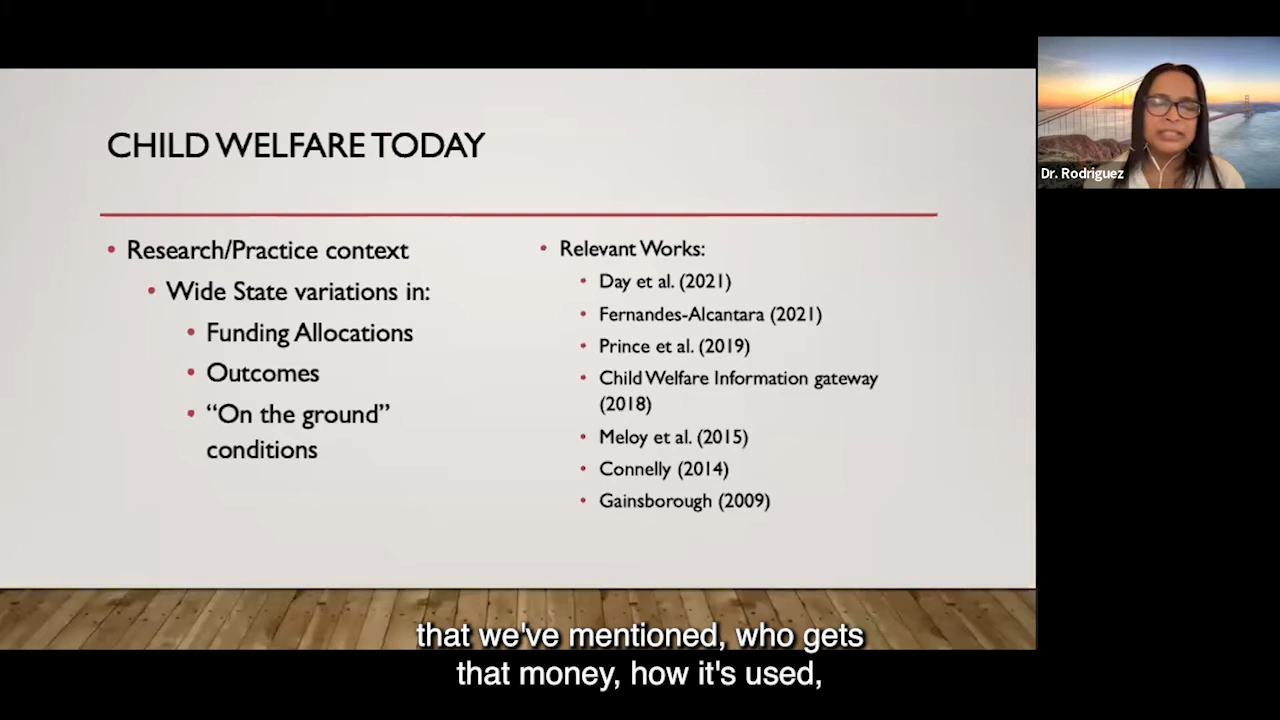 CHILD WELFARE TODAY
• Research/Practice context
• Wide State variations in:
• Funding Allocations
• Outcomes
• “On the ground”
conditions
• Relevant Works:
• Day et al. (2021)
• Fernandes-Alcantara (2021)
• Prince et al. (2019)
• Child Welfare Information gateway
(2018)
• Meloy et al. (2015)
• Connelly (2014)
• Gainsborough (2009)
Dr. Rodriguez
that we've mentioned, who gets
that money, how it's used,